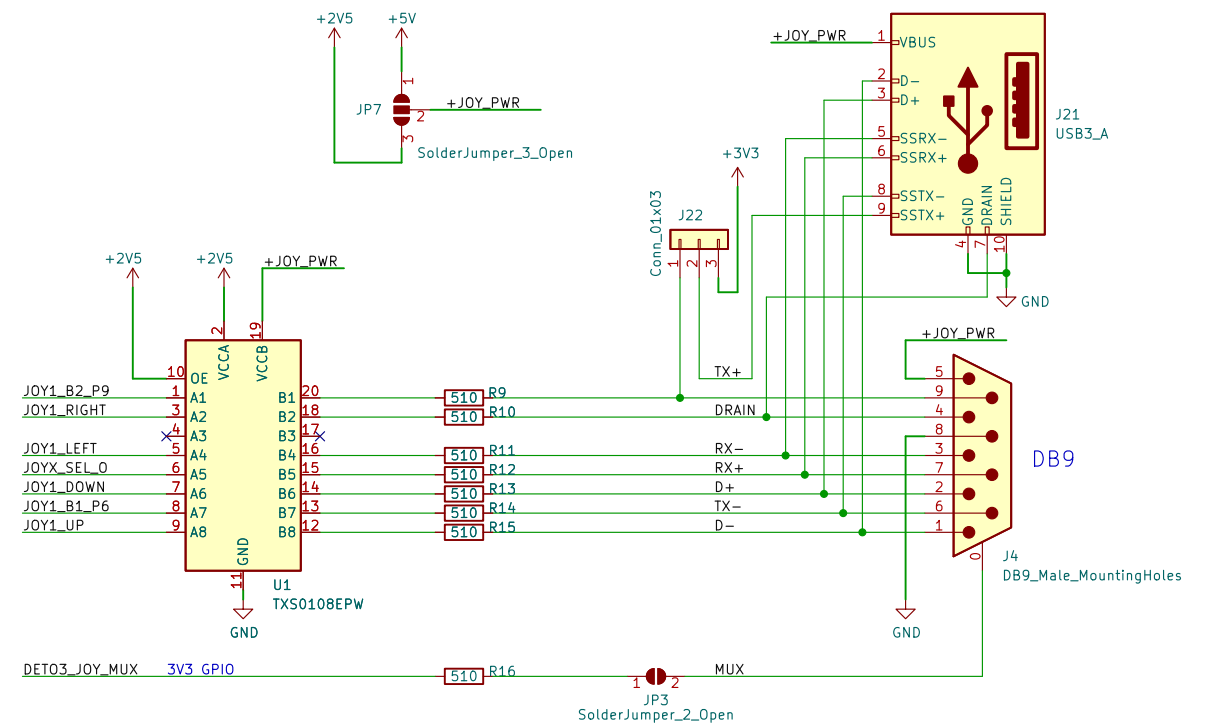 +2V5
+5V
1
JP7
2
+JOY_PWR
3
SolderJumper_3_Open
+JOY_PWR
1
VBUS
2
D-
3
D+
5
SSRX-
6
SSRX+
8
SSTX-
9
SSTX+
GND
DRAIN
SHIELD
4
7
10
J21
USB3_A
GND
+3V3
Conn_01x03
J22
1
2
3
+2V5
+2V5
+JOY_PWR
2
19
VCCA
VCCB
10
OE
JOY1_B2_P9
1
A1
B1
20
510
R9
JOY1_RIGHT
3
A2
B2
18
510
R10
4
A3
B3
17
JOY1_LEFT
5
A4
B4
16
510
R11
JOYX_SEL_O
6
A5
B5
15
510
R12
JOY1_DOWN
7
A6
B6
14
510
R13
JOY1_B1_P6
8
A7
B7
13
510
R14
JOY1_UP
9
A8
B8
12
510
R15
GND
11
U1
TXS0108EPW
GND
TX+
DRAIN
RX-
RX+
D+
TX-
D-
+JOY_PWR
5
9
4
8
3
7
2
6
1
DB9
0
J4
DB9_Male_MountingHoles
GND
DETO3_JOY_MUX
3V3 GPIO
510
R16
1
2
MUX
JP3
SolderJumper_2_Open